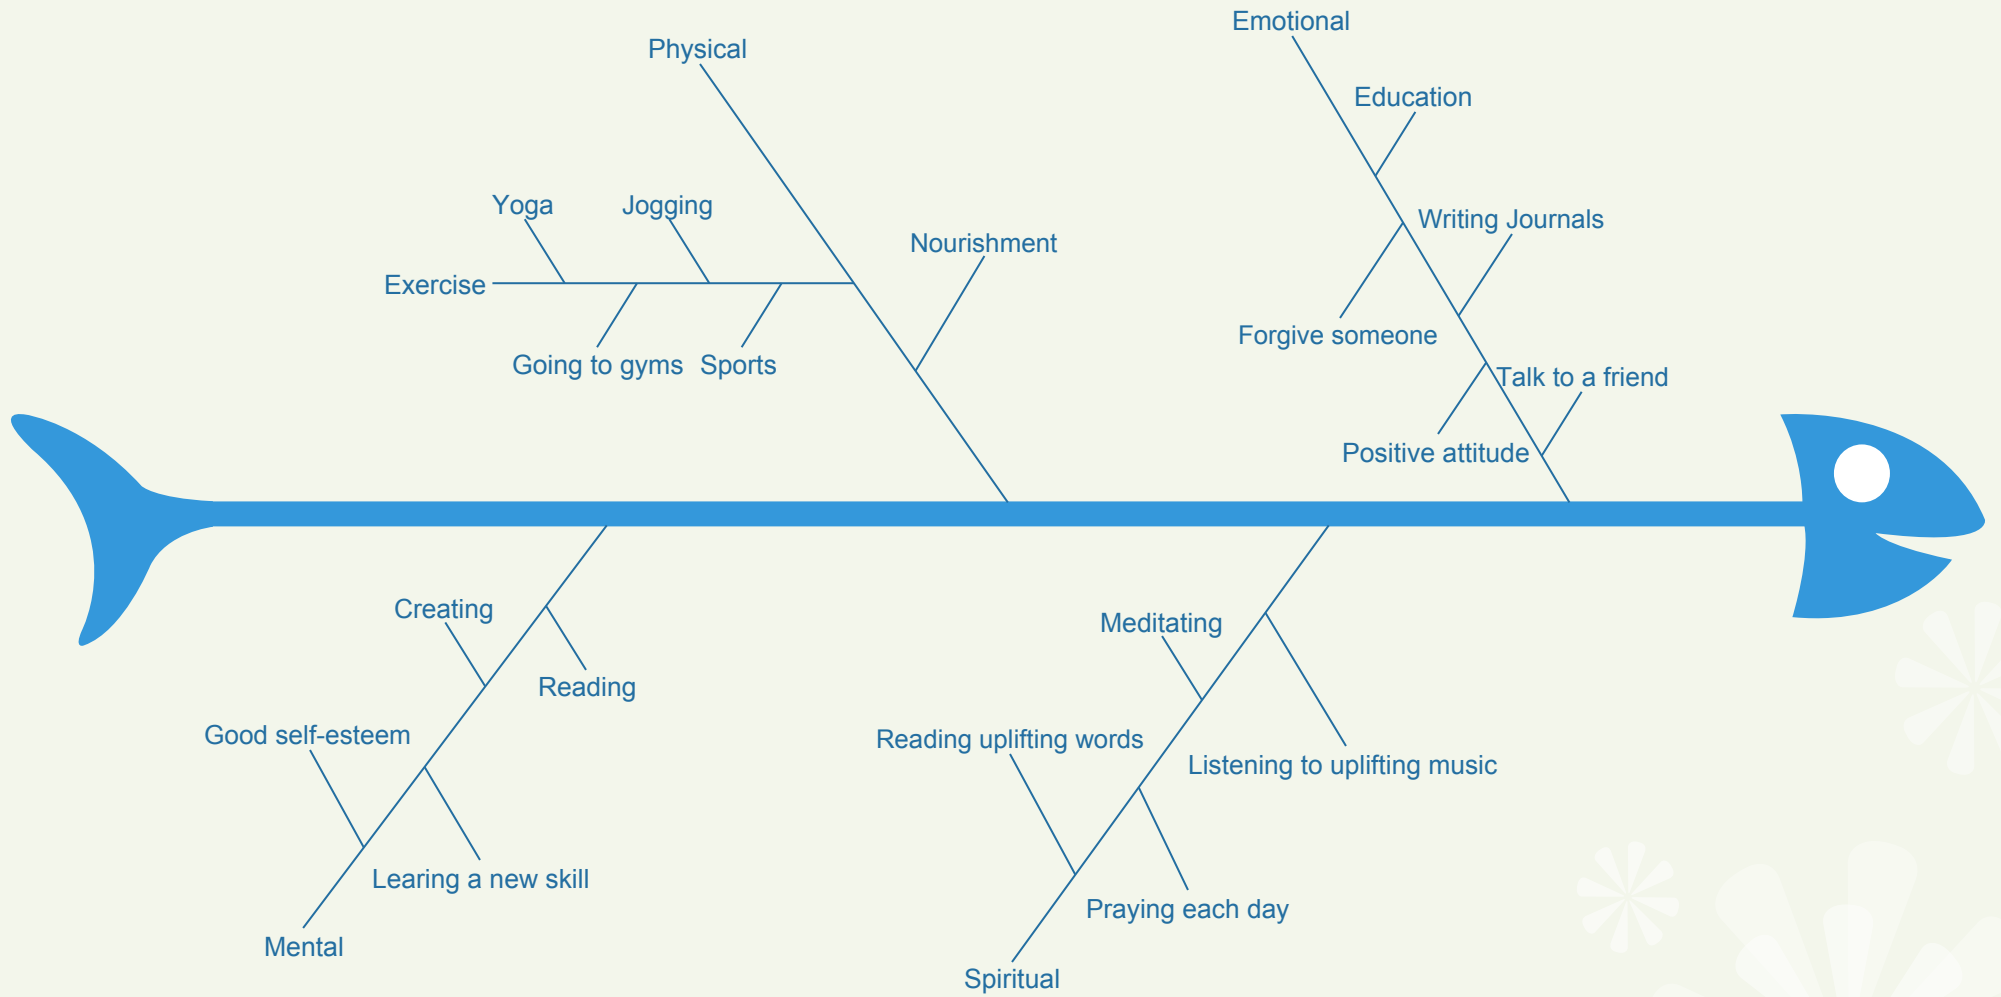 Emotional
Physical
Education
Yoga
Jogging
Writing Journals
Nourishment
Exercise
Forgive someone
Going to gyms
Sports
Talk to a friend
Positive attitude
Creating
Meditating
Reading
Good self-esteem
Reading uplifting words
Listening to uplifting music
Learing a new skill
Praying each day
Mental
Spiritual